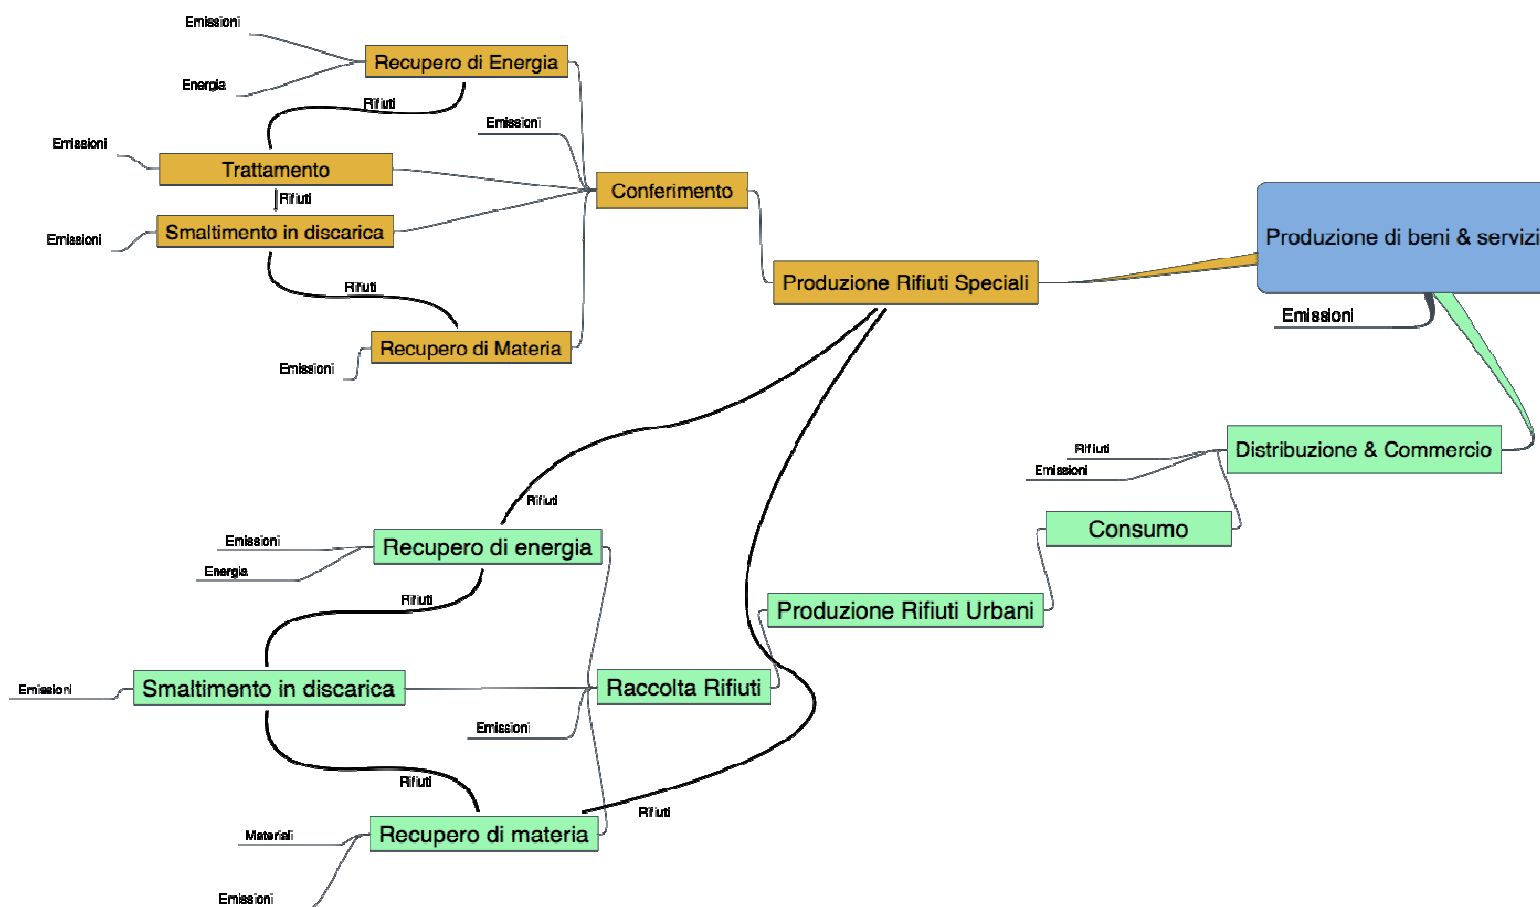 Emissioni
Recupero di Energia
Energia
Rifiuti
Emissioni
Emissioni
Trattamento
Conferimento
Rifiuti
Smaltimento in discarica
Emissioni
Produzione di beni & servizi
Produzione Rifiuti Speciali
Rifiuti
Emissioni
Recupero di Materia
Emissioni
Distribuzione & Commercio
Rifiuti
Emissioni
Rifiuti
Consumo
Emissioni
Recupero di energia
Energia
Rifiuti
Produzione Rifiuti Urbani
Emissioni
Smaltimento in discarica
Raccolta Rifiuti
Emissioni
Rifiuti
Rifiuti
Materiali
Recupero di materia
Emissioni